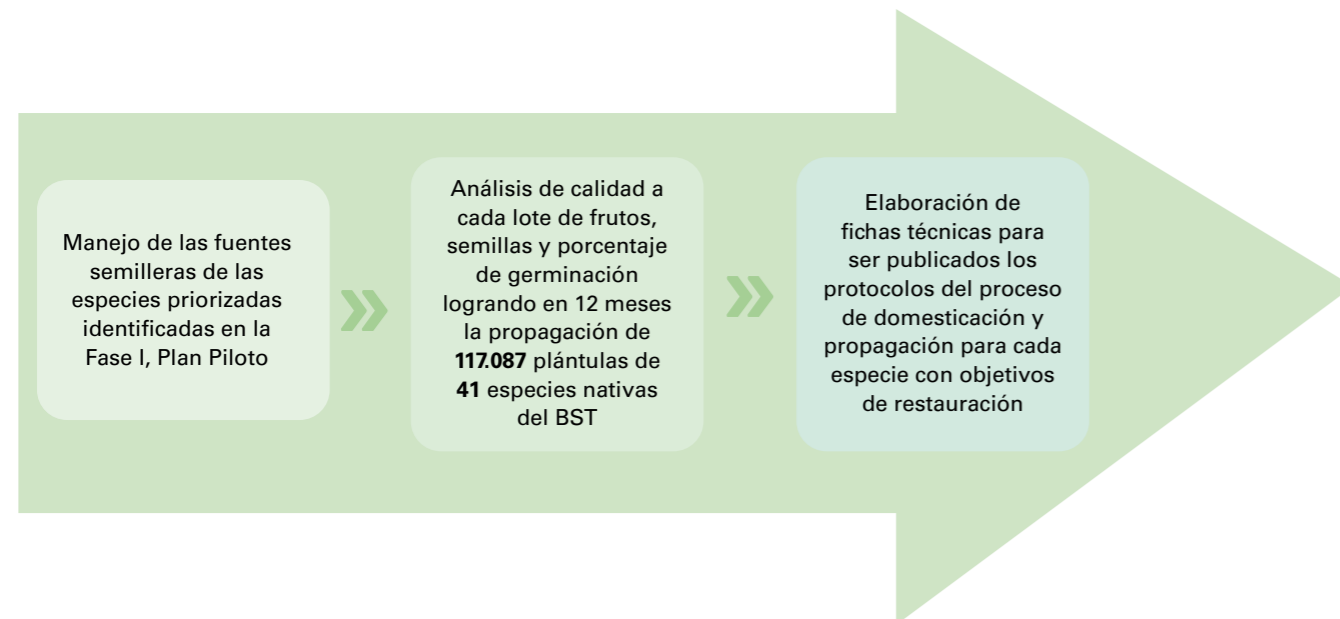 Manejo de las fuentes
semilleras de las
especies priorizadas
identificadas en la
Fase I, Plan Piloto
Análisis de calidad a
cada lote de frutos,
semillas y porcentaje
de germinación
logrando en 12 meses
la propagación de
117.087 plántulas de
41 especies nativas
del BST
Elaboración de
fichas técnicas para
ser publicados los
protocolos del proceso
de domesticación y
propagación para cada
especie con objetivos
de restauración